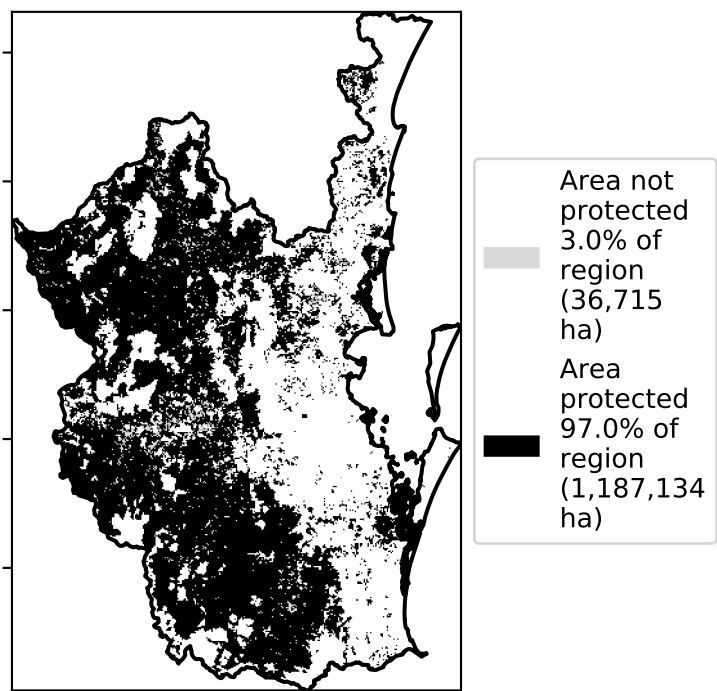 Area not
protected
3.0% of
region
(36,715
ha)
Area
protected
97.0% of
region
(1,187,134
ha)